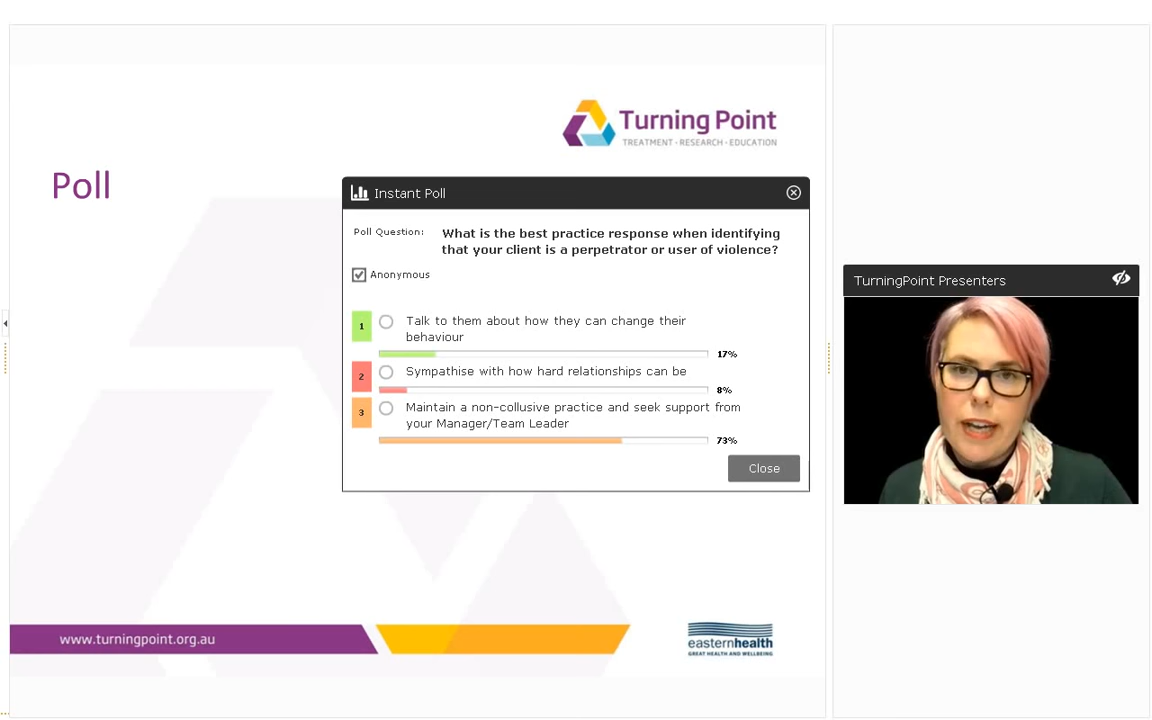 Turning Point
TREATMENT • RESEARCH • EDUCATION
Poll
Instant Poll
Poll Question:
What is the best practice response when identifying
that your client is a perpetrator or user of violence?
Anonymous
1
Talk to them about how they can change their
behaviour
17%
2
Sympathise with how hard relationships can be
8%
3
Maintain a non-collusive practice and seek support from
your Manager/Team Leader
73%
Close
TurningPoint Presenters
www.turningpoint.org.au
easternhealth
GREAT HEALTH AND WELLBEING